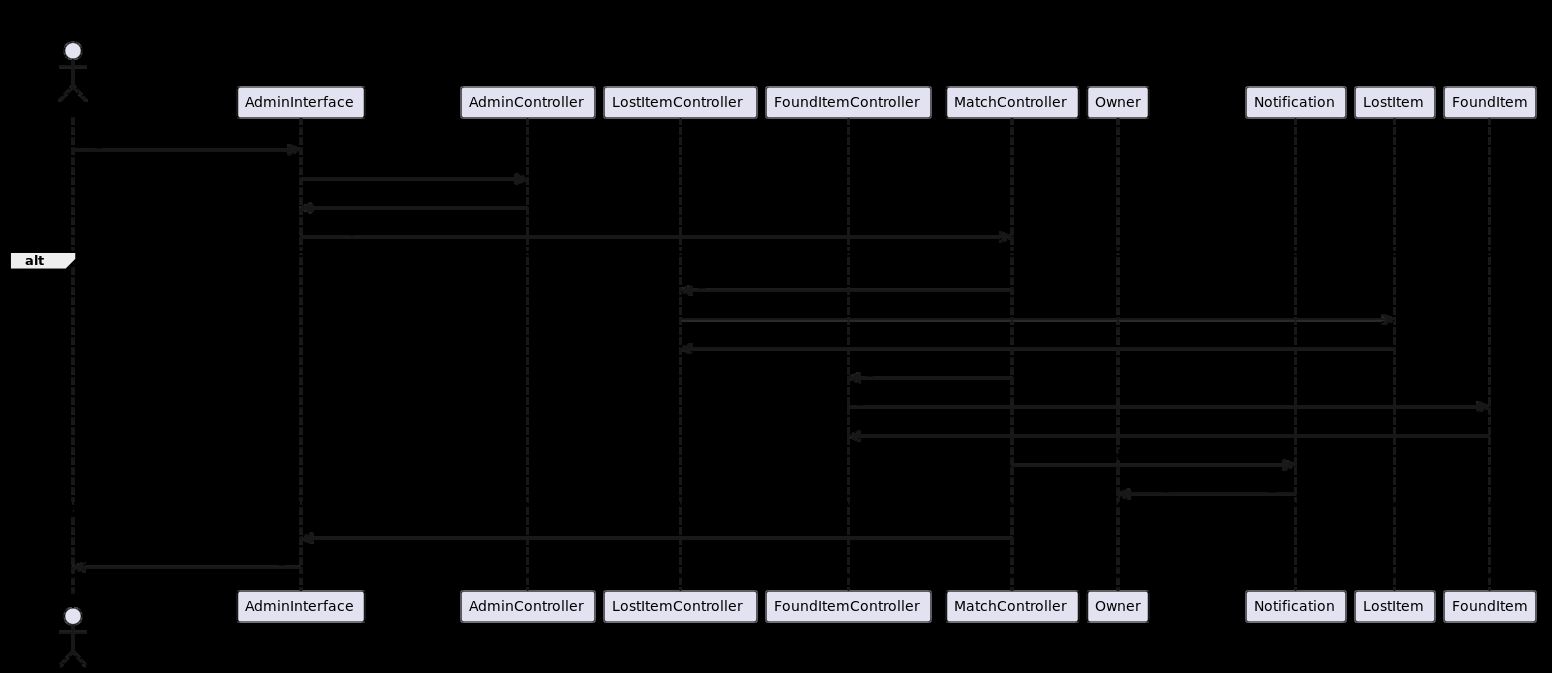 AdminInterface AdminController LostItemController FoundItemController MatchController Owner Notification LostItem FoundItem
alt
AdminInterface AdminController LostItemController FoundItemController MatchController Owner Notification LostItem FoundItem